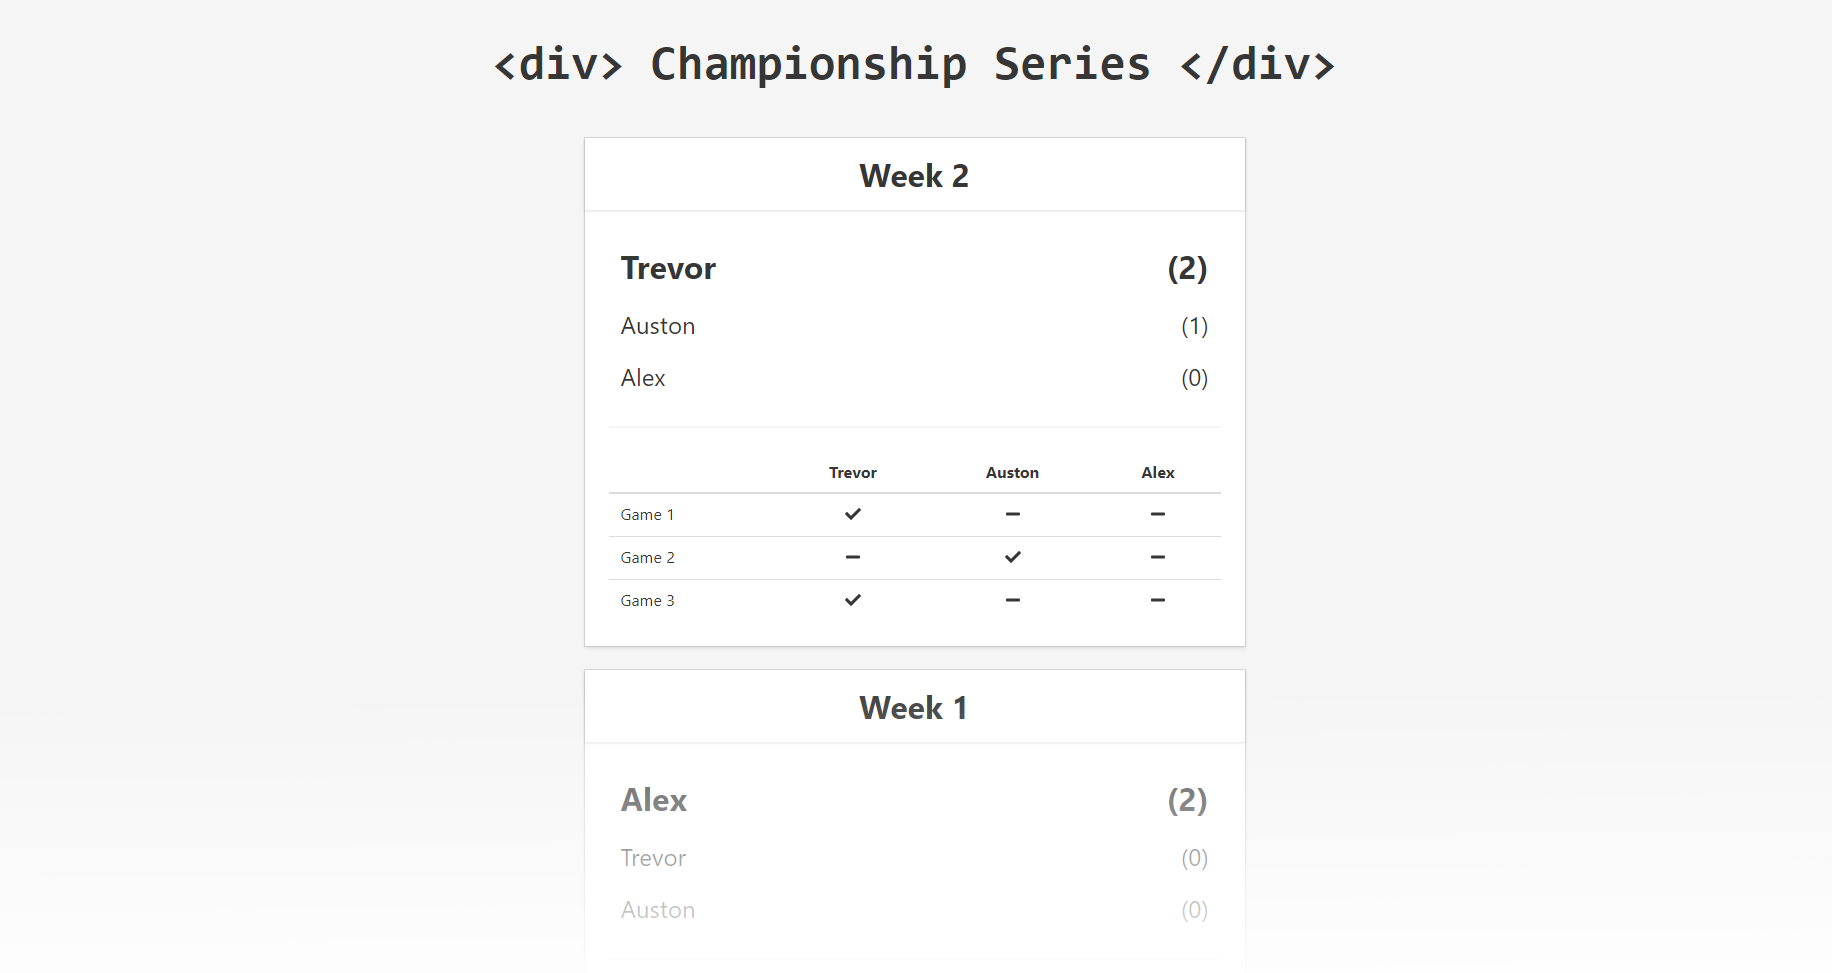 <div> Championship Series </div>
Week 2
Trevor (2)
Auston (1)
Alex (0)
Trevor Auston Alex
Game 1 ✓ – –
Game 2 – ✓ –
Game 3 ✓ – –
Week 1
Alex (2)
Trevor (0)
Auston (0)